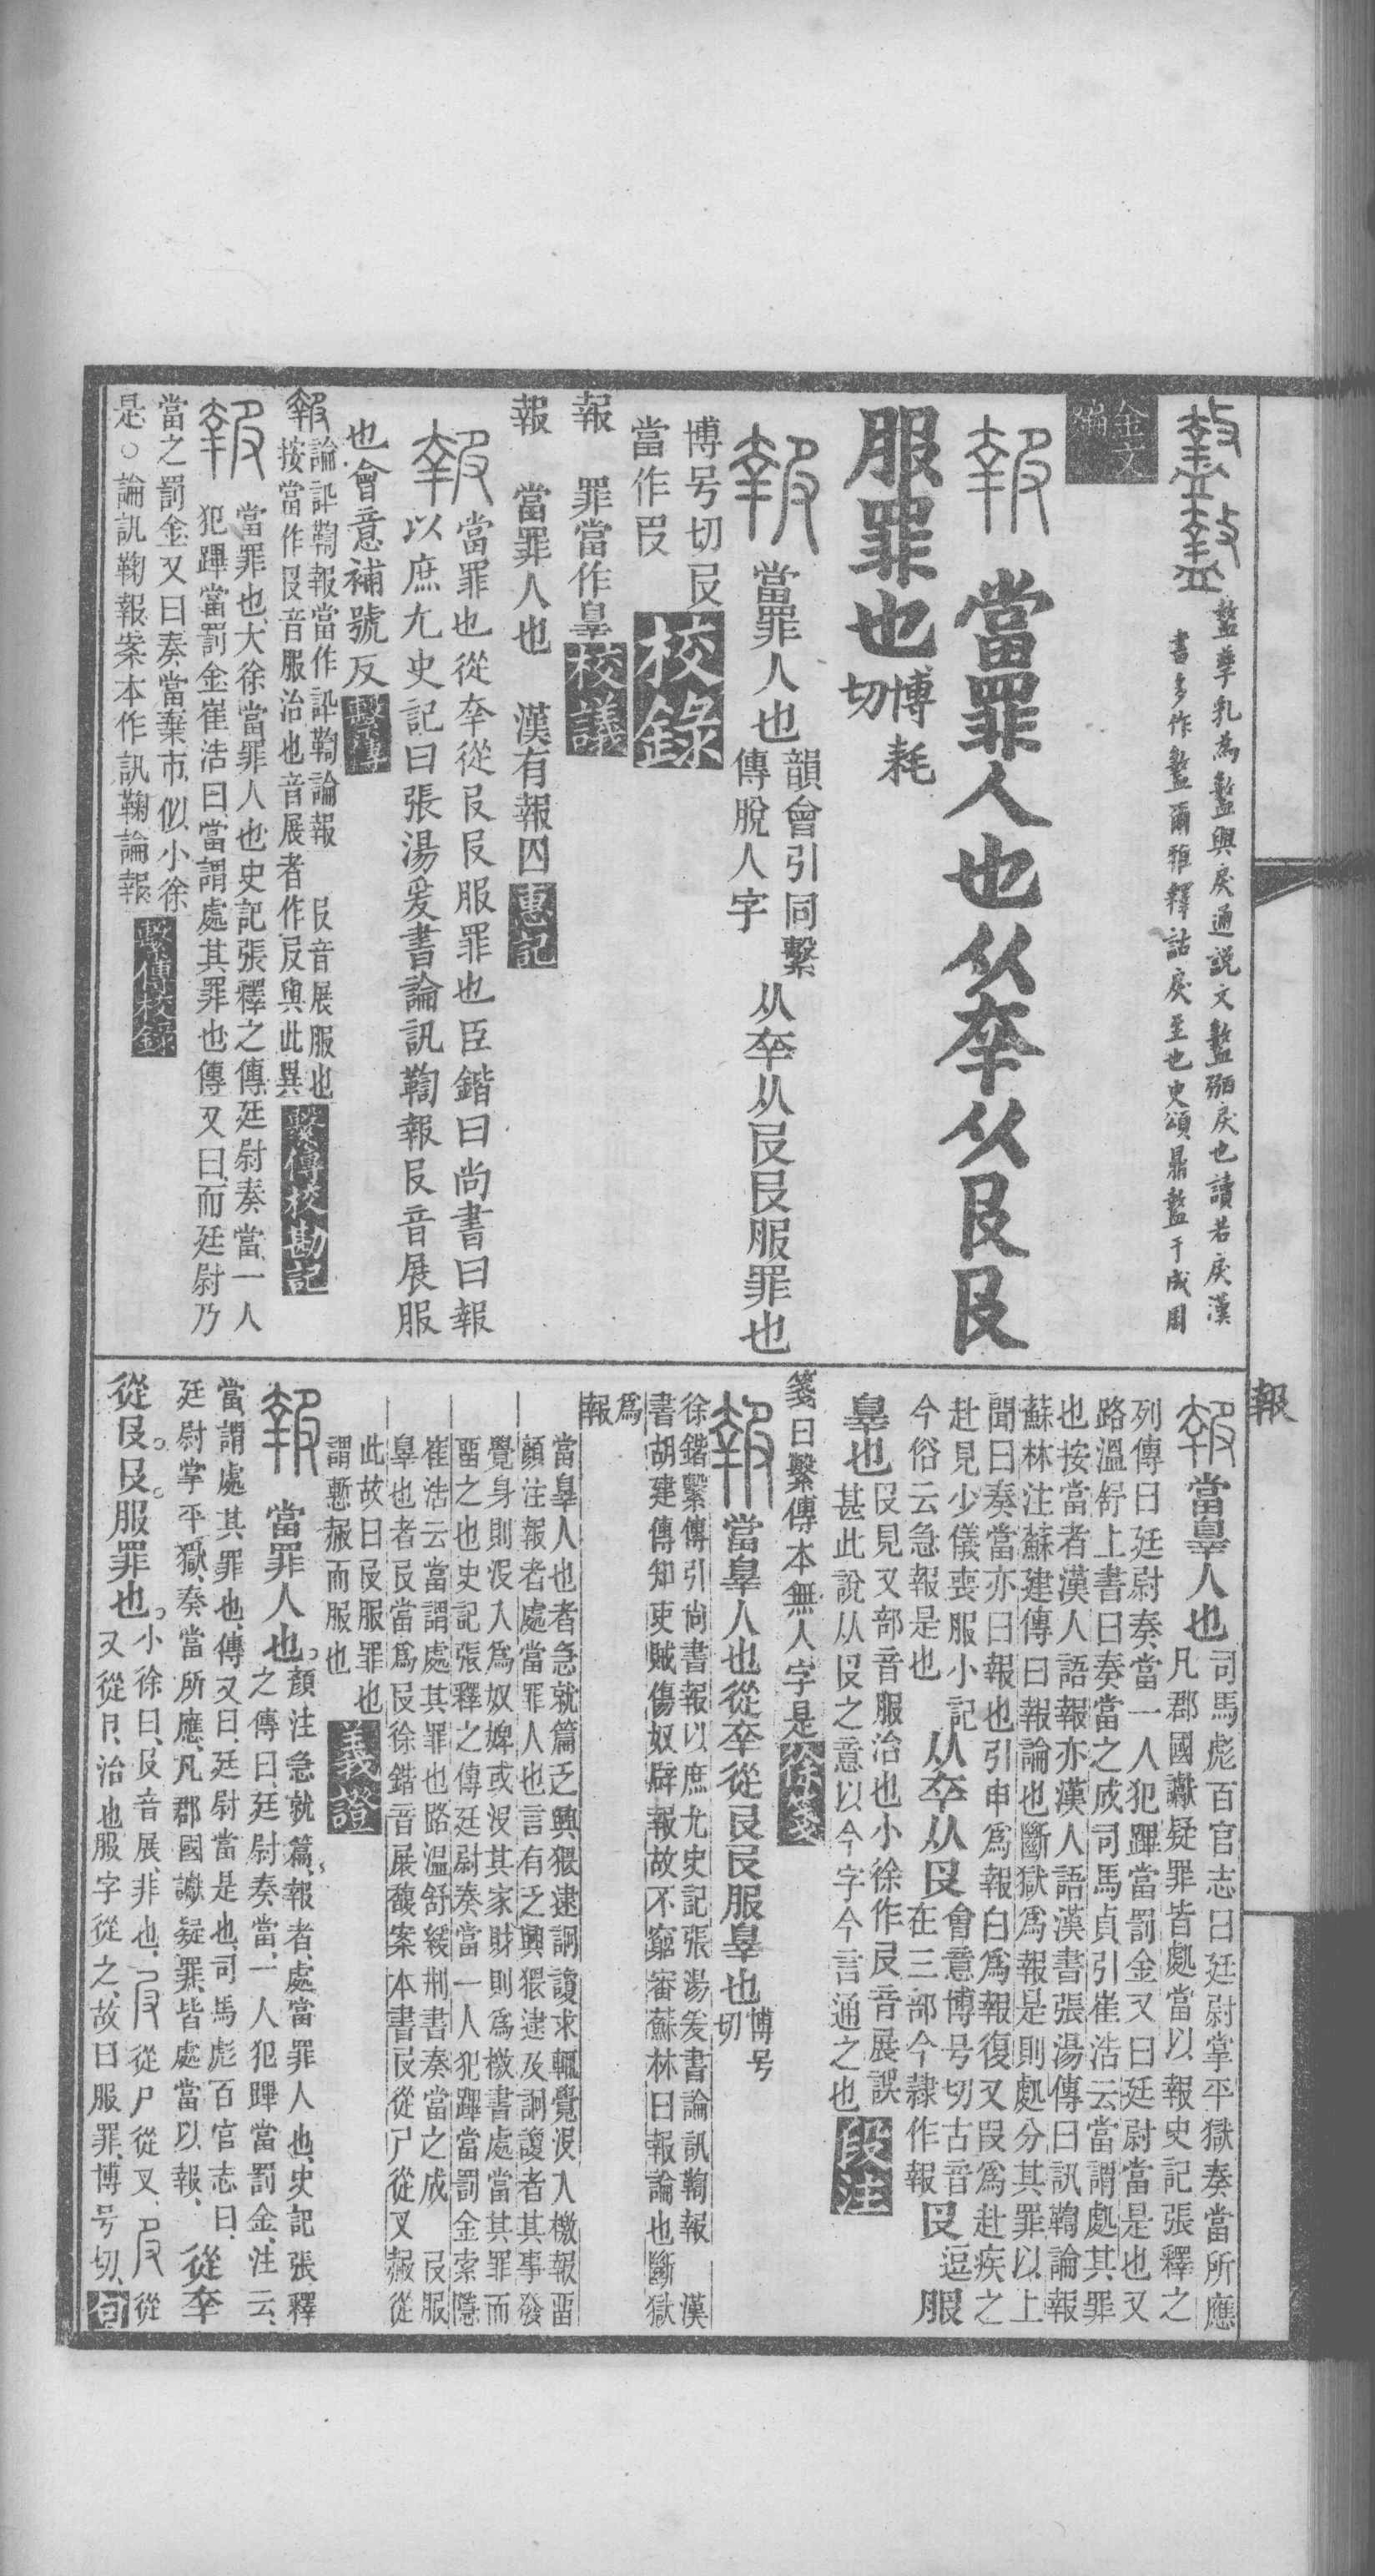 盭孳乳為盭與戾通說文盭弼戾也讀若戾漢
書多作盭爾雅釋詁戾至也史頌鼎盭于成周
金文
編
報 當罪人也从㚔从𠬝𠬝
服罪也博耗
切
報 當罪人也韻會引同繫
傳脫人字 从㚔从𠬝𠬝服罪也
博号切𠬝
當作𠬝 校錄
報 罪當作辠 校議
報 當罪人也 漢有報囚 惠記
報 當罪也從㚔從𠬝𠬝服罪也臣鍇曰尚書曰報
以庶尤史記曰張湯爰書論訊鞫報𠬝音展服
也會意補號反 繫傳
報 論訊鞫報當作訊鞫論報 𠬝音展服也
按當作𠬝音服治也音展者作𠬝與此異 繫傳校勘記
報 當罪也大徐當罪人也史記張釋之傳廷尉奏當一人
犯蹕當罰金崔浩曰當謂處其罪也傳又曰而廷尉乃
當之罰金又曰奏當棄市似小徐
是○論訊鞫報案本作訊鞫論報 繫傳校錄
報
報 當辠人也司馬彪百官志曰廷尉掌平獄奏當所應
凡郡國讞疑罪皆處當以報史記張釋之
列傳曰廷尉奏當一人犯蹕當罰金又曰廷尉當是也又
路溫舒上書曰奏當之成司馬貞引崔浩云當謂處其罪
也按當者漢人語報亦漢人語漢書張湯傳曰訊鞫論報
蘇林注蘇建傳曰報論也斷獄爲報是則處分其罪以上
聞曰奏當亦曰報也引申爲報白爲報復又叚爲赴疾之
赴見少儀喪服小記 从㚔从𠬝會意博号切古音
今俗云急報是也 在三部今隸作報 𠬝逗服
辠也𠬝見又部音服治也小徐作𠬝音展誤
甚此說从𠬝之意以今字今言通之也 段注
箋曰繫傳本無人字是 徐箋
報 當辠人也從㚔從𠬝𠬝服辠也博号
切
徐鍇繫傳引尚書報以庶尤史記張湯爰書論訊鞫報 漢
書胡建傳知吏賊傷奴辟報故不窮審蘇林曰報論也斷獄
爲
報
當辠人也者急就篇乏興猥逮詗讂求輒覺沒入檄報畱
顔注報者處當罪人也言有乏興猥逮及詗讂者其事發
覺身則沒入爲奴婢或沒其家財則爲檄書處當其罪而
畱之也史記張釋之傳廷尉奏當一人犯蹕當罰金索隱
崔浩云當謂處其罪也路溫舒緩刑書奏當之成 𠬝服
辠也者𠬝當爲𠬝徐鍇音展馥案本書𠬝從尸從又赧從
此故曰𠬝服罪也
謂慙赧而服也 義證
報 當罪人也。顏注急就篇、報者、處當罪人也、史記張釋
之傳曰、廷尉奏當、一人犯蹕當罰金、注云、
當、謂處其罪也、傳又曰、廷尉當是也、司馬彪百官志曰、
廷尉掌平獄、奏當所應、凡郡國讞疑罪、皆處當以報、 從㚔
從𠬝。𠬝。服罪也。小徐曰、𠬝音展、非也、𠬝從尸從又、𠬝從
又從卪、治也、服字從之、故曰服罪、博号切、 句